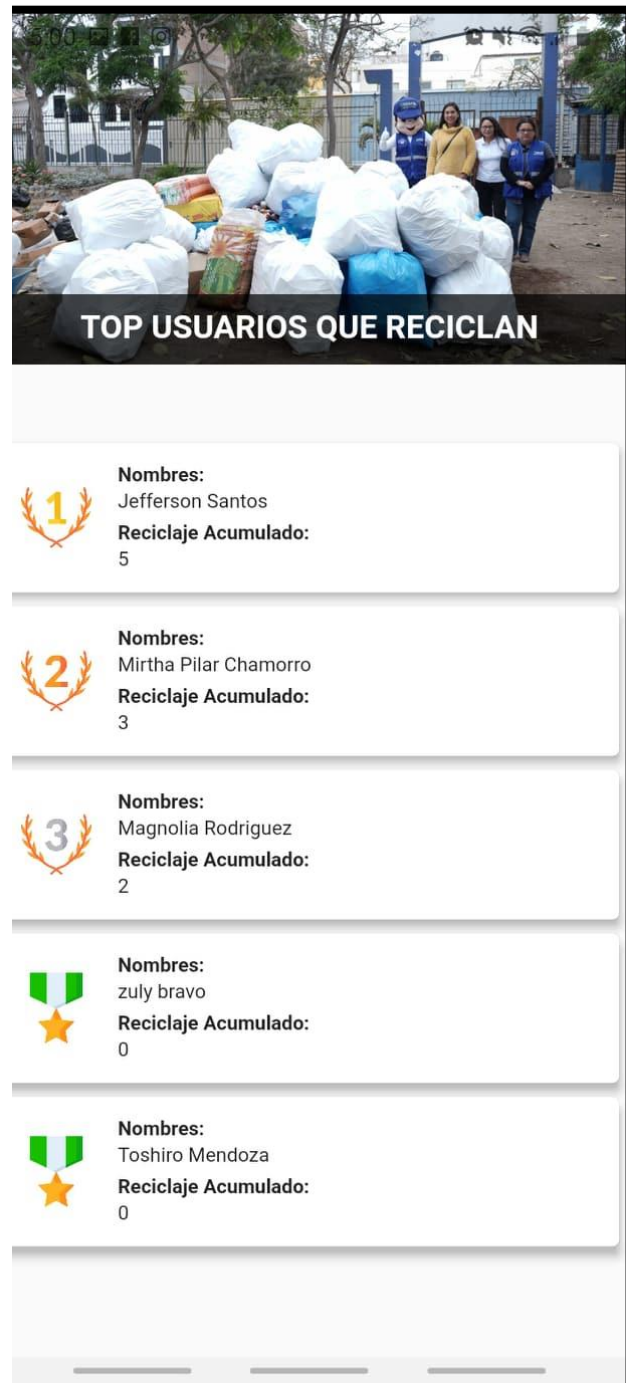 5:00
TOP USUARIOS QUE RECICLAN
1
Nombres:
Jefferson Santos
Reciclaje Acumulado:
5
2
Nombres:
Mirtha Pilar Chamorro
Reciclaje Acumulado:
3
3
Nombres:
Magnolia Rodriguez
Reciclaje Acumulado:
2
Nombres:
zuly bravo
Reciclaje Acumulado:
0
Nombres:
Toshiro Mendoza
Reciclaje Acumulado:
0